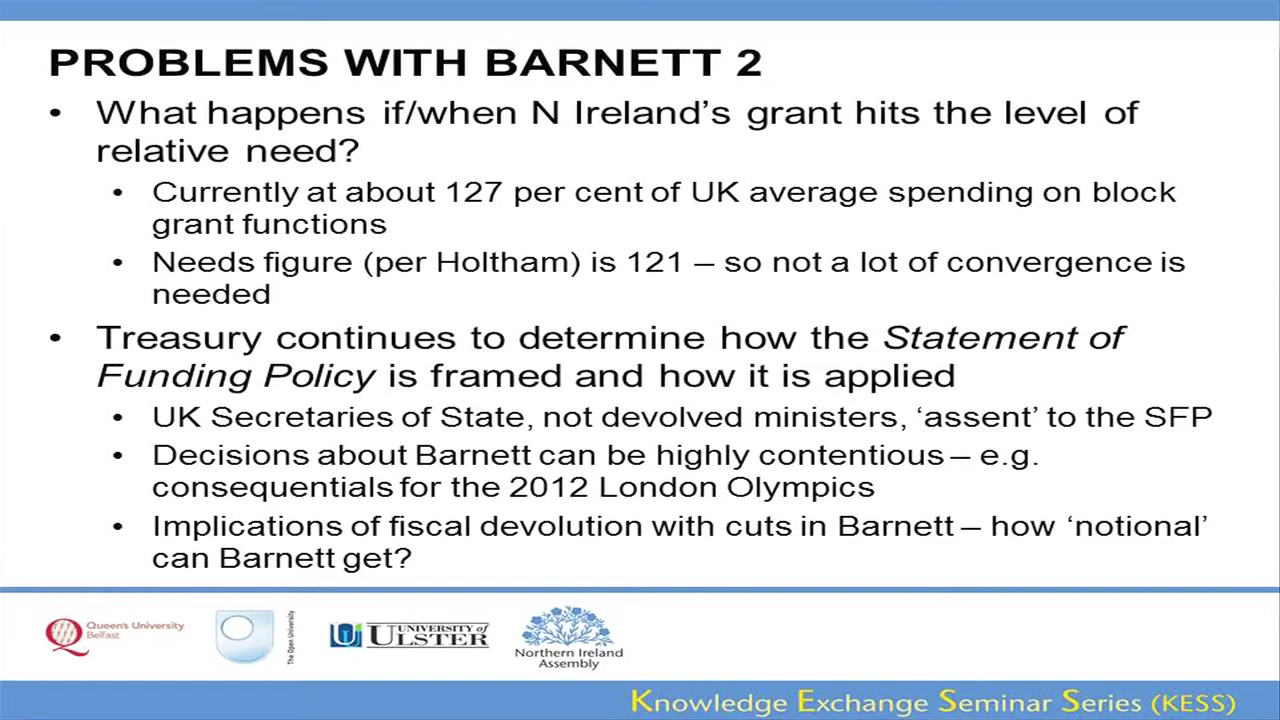 PROBLEMS WITH BARNETT 2
• What happens if/when N Ireland's grant hits the level of
relative need?
• Currently at about 127 per cent of UK average spending on block
grant functions
• Needs figure (per Holtham) is 121 – so not a lot of convergence is
needed
• Treasury continues to determine how the Statement of
Funding Policy is framed and how it is applied
• UK Secretaries of State, not devolved ministers, 'assent' to the SFP
• Decisions about Barnett can be highly contentious – e.g.
consequentials for the 2012 London Olympics
• Implications of fiscal devolution with cuts in Barnett – how 'notional'
can Barnett get?
Queen's University
Belfast
The Open University
UNIVERSITY of
ULSTER
Northern Ireland
Assembly
Knowledge Exchange Seminar Series (KESS)